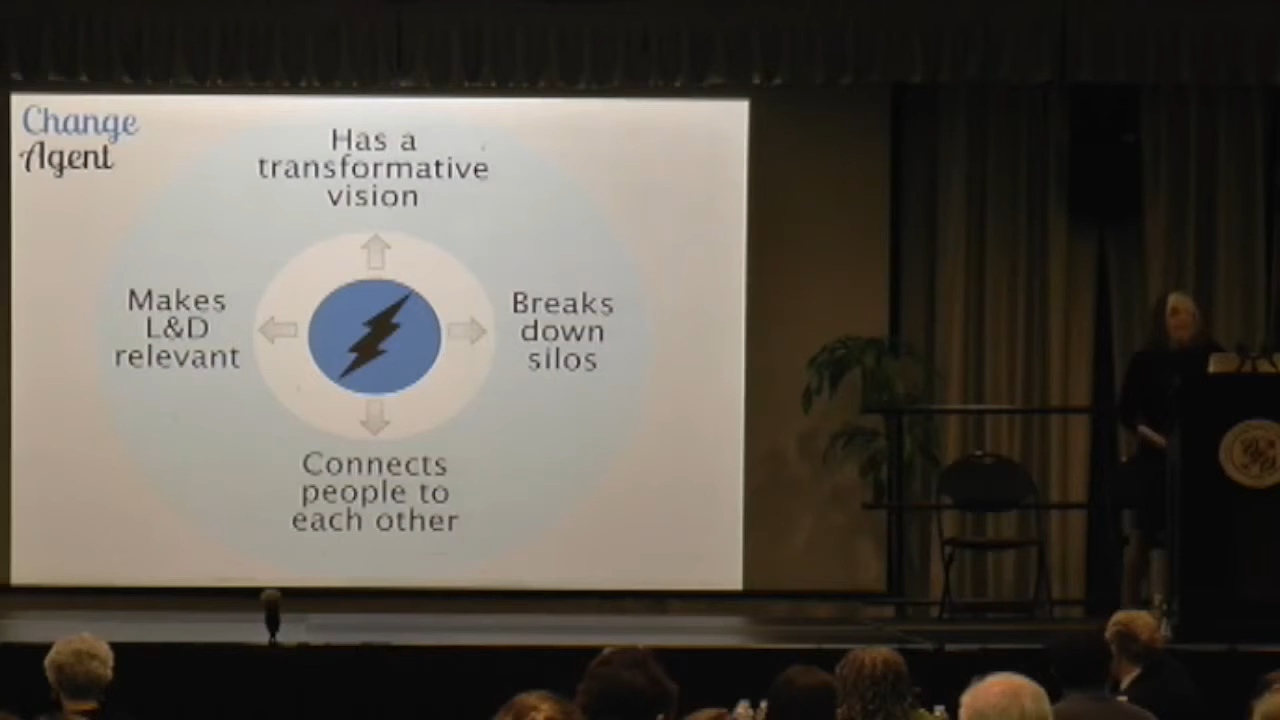 Change
Agent
Has a
transformative
vision
Makes
L&D
relevant
Breaks
down
silos
Connects
people to
each other